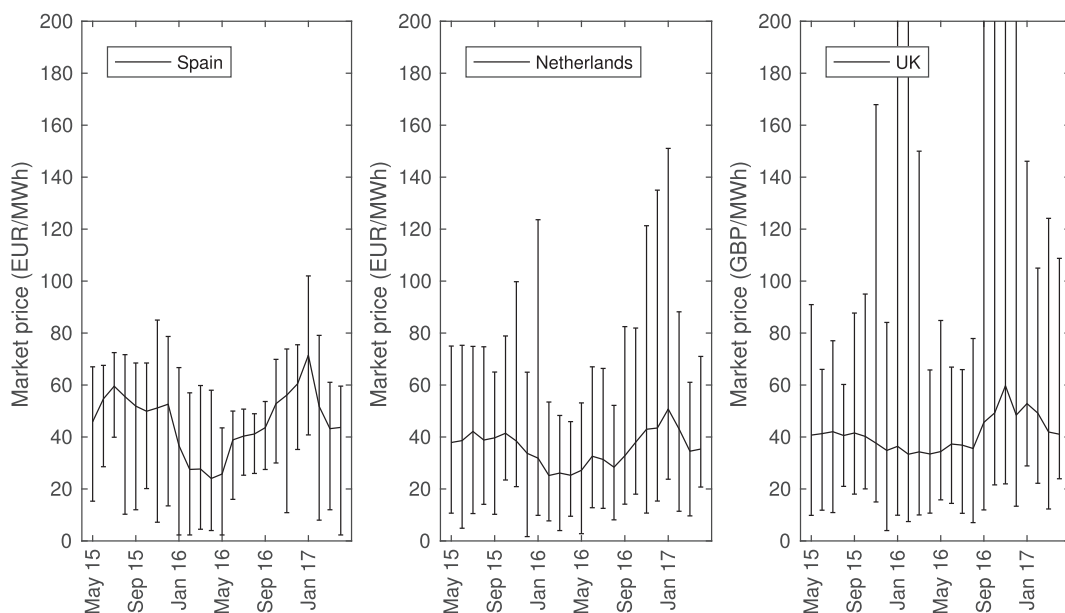 Spain
Market price (EUR/MWh)
200
180
160
140
120
100
80
60
40
20
0
May 15
Sep 15
Jan 16
May 16
Sep 16
Jan 17
Netherlands
Market price (EUR/MWh)
200
180
160
140
120
100
80
60
40
20
0
May 15
Sep 15
Jan 16
May 16
Sep 16
Jan 17
UK
Market price (GBP/MWh)
200
180
160
140
120
100
80
60
40
20
0
May 15
Sep 15
Jan 16
May 16
Sep 16
Jan 17